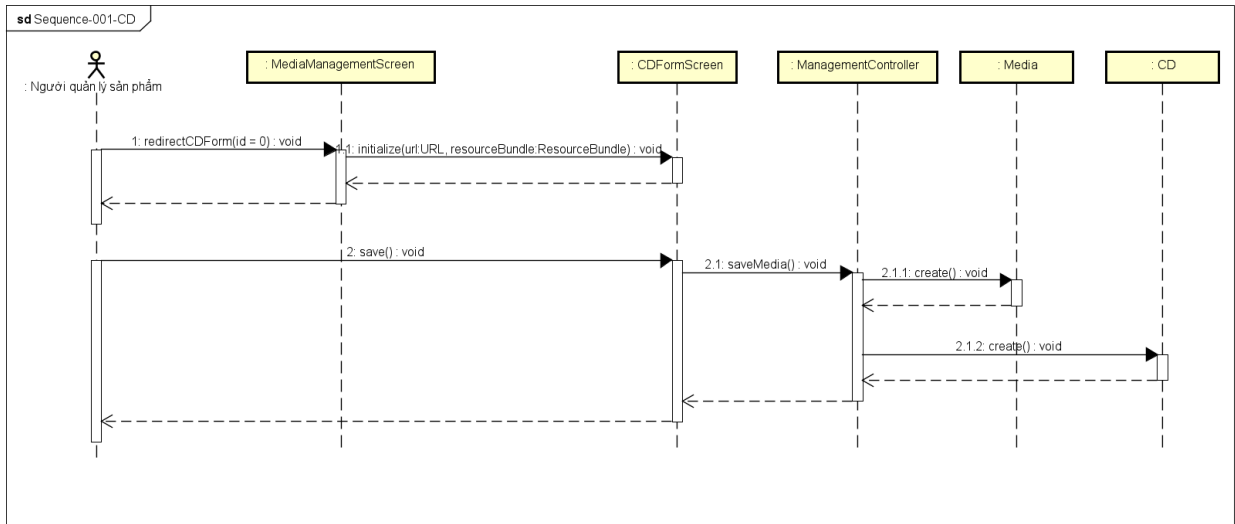 sd Sequence-001-CD
: Người quản lý sản phẩm
: MediaManagementScreen
: CDFormScreen
: ManagementController
: Media
: CD
1: redirectCDForm(id = 0) : void
1.1: initialize(url:URL, resourceBundle:ResourceBundle) : void
2: save() : void
2.1: saveMedia() : void
2.1.1: create() : void
2.1.2: create() : void